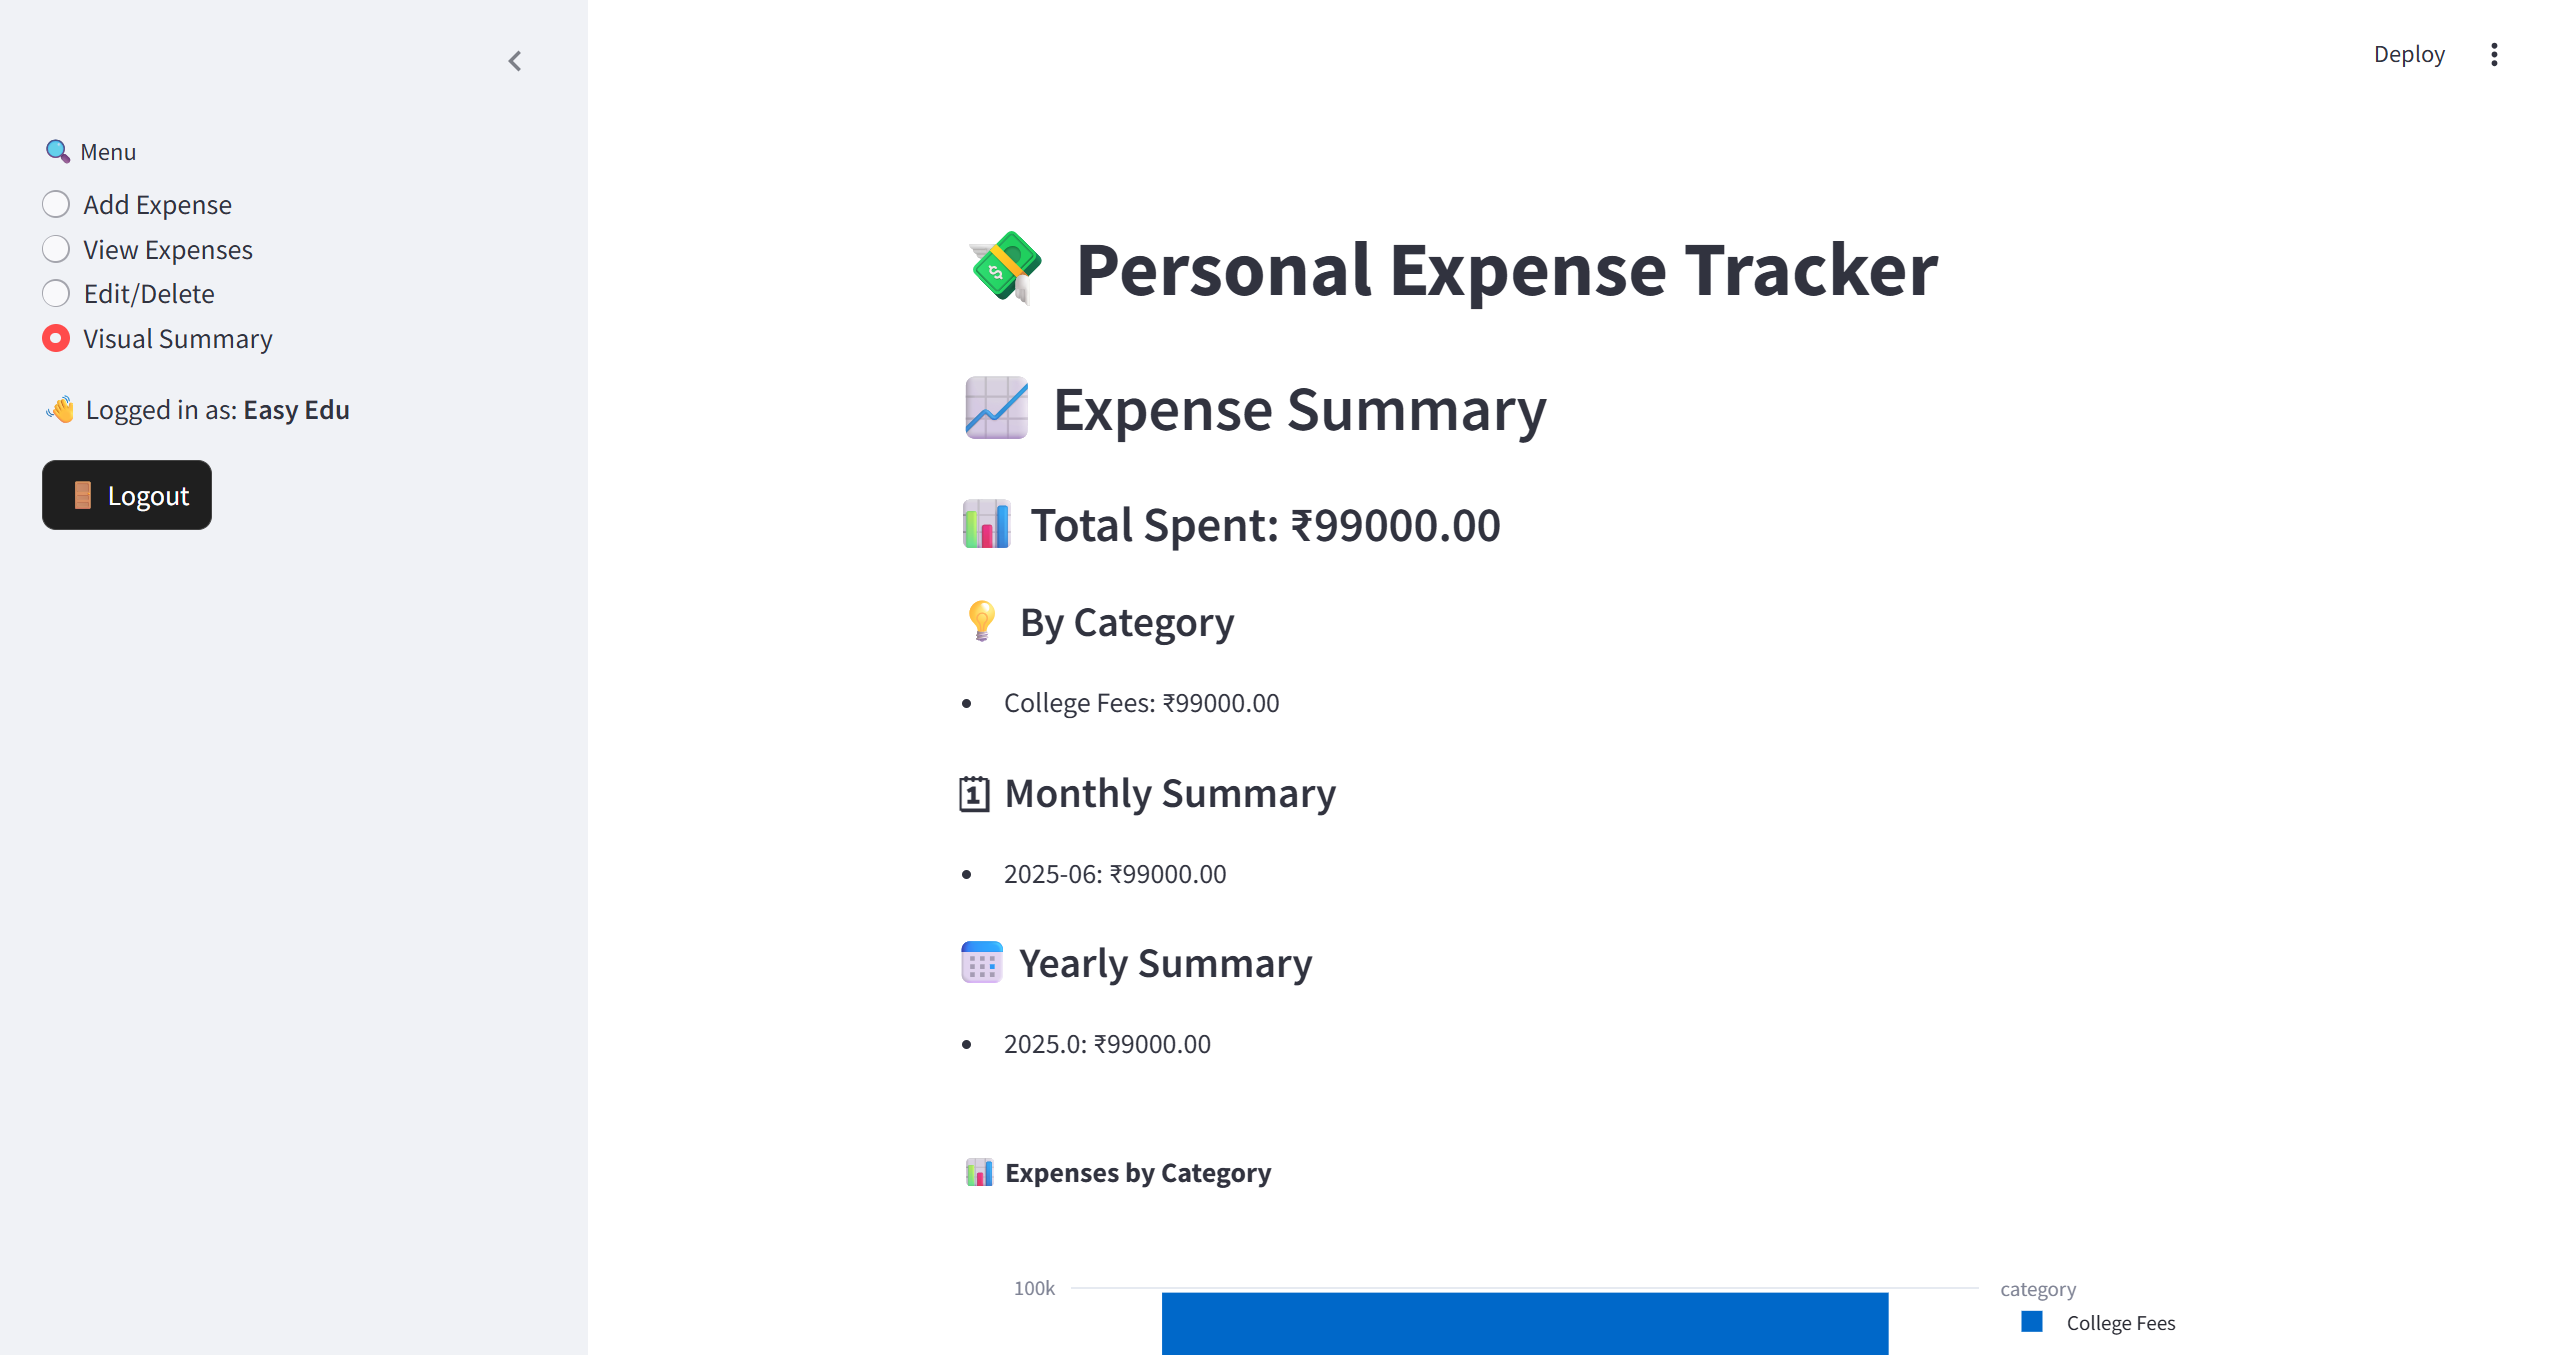 Deploy
Menu
Add Expense
View Expenses
Edit/Delete
Visual Summary
Logged in as: Easy Edu
Logout
Personal Expense Tracker
Expense Summary
Total Spent: ₹99000.00
By Category
College Fees: ₹99000.00
Monthly Summary
2025-06: ₹99000.00
Yearly Summary
2025.0: ₹99000.00
Expenses by Category
100k
category
College Fees